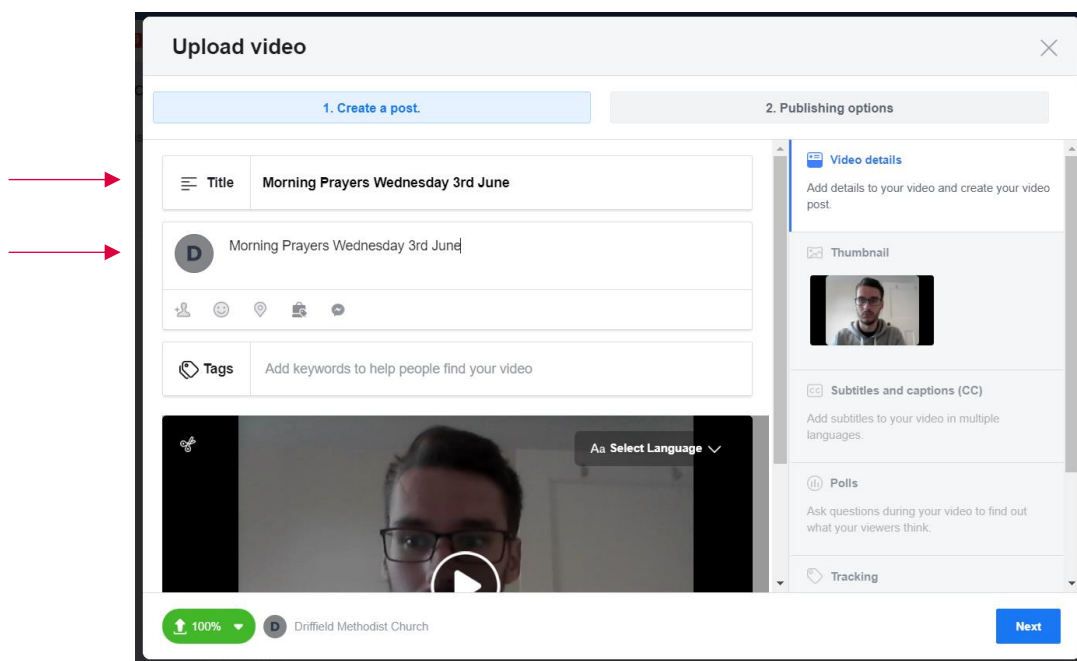 Upload video
1. Create a post.
2. Publishing options
Title
Morning Prayers Wednesday 3rd June
D
Morning Prayers Wednesday 3rd June
Tags
Add keywords to help people find your video
Aa Select Language
Video details
Add details to your video and create your video
post.
Thumbnail
CC
Subtitles and captions (CC)
Add subtitles to your video in multiple
languages.
Polls
Ask questions during your video to find out
what your viewers think.
Tracking
100%
D
Driffield Methodist Church
Next